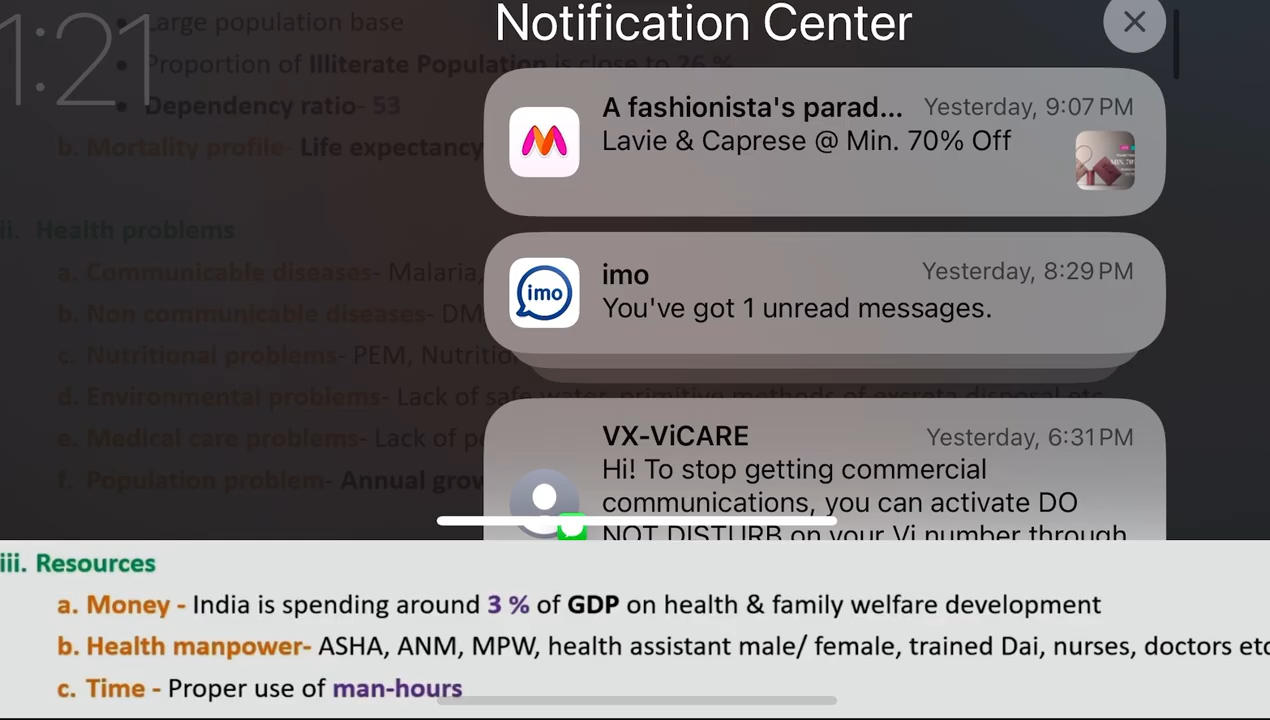 1:21
Large population base
Proportion of Illiterate Population is close to 26 %
Dependency ratio- 53
b. Mortality profile- Life expectancy
ii. Health problems
a. Communicable diseases- Malaria,
b. Non communicable diseases- DM
c. Nutritional problems- PEM, Nutritio
d. Environmental problems- Lack of safe water, primitive methods of excreta disposal etc
e. Medical care problems- Lack of
f. Population problem- Annual grow
Notification Center
A fashionista's parad... Yesterday, 9:07 PM
Lavie & Caprese @ Min. 70% Off
imo
imo Yesterday, 8:29 PM
You've got 1 unread messages.
VX-ViCARE Yesterday, 6:31 PM
Hi! To stop getting commercial
communications, you can activate DO
NOT DISTURB on your Vi number through
iii. Resources
a. Money - India is spending around 3 % of GDP on health & family welfare development
b. Health manpower- ASHA, ANM, MPW, health assistant male/ female, trained Dai, nurses, doctors etc
c. Time - Proper use of man-hours